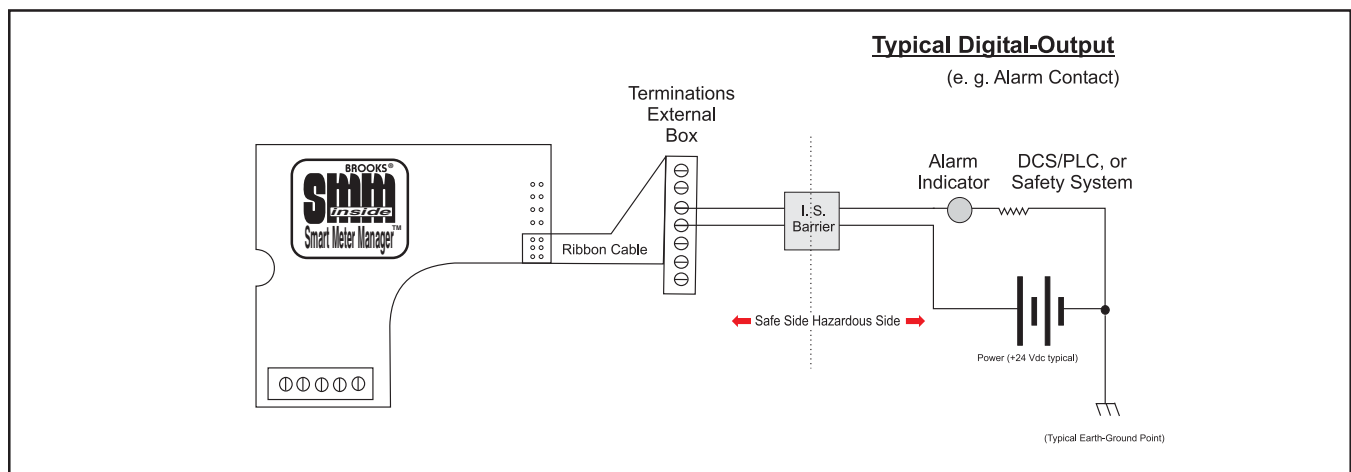 Typical Digital-Output
(e. g. Alarm Contact)
Terminations
External
Box
BROOKS®
smm
inside
Smart Meter Manager™
Ribbon Cable
I. S.
Barrier
Alarm
Indicator
DCS/PLC, or
Safety System
Safe Side Hazardous Side
Power (+24 Vdc typical)
(Typical Earth-Ground Point)